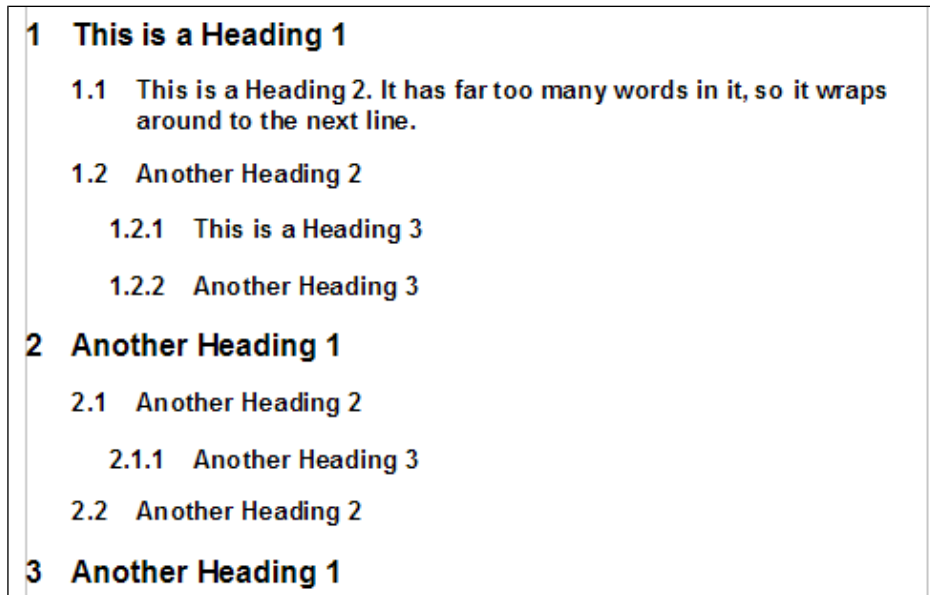 1 This is a Heading 1
1.1 This is a Heading 2. It has far too many words in it, so it wraps
around to the next line.
1.2 Another Heading 2
1.2.1 This is a Heading 3
1.2.2 Another Heading 3
2 Another Heading 1
2.1 Another Heading 2
2.1.1 Another Heading 3
2.2 Another Heading 2
3 Another Heading 1